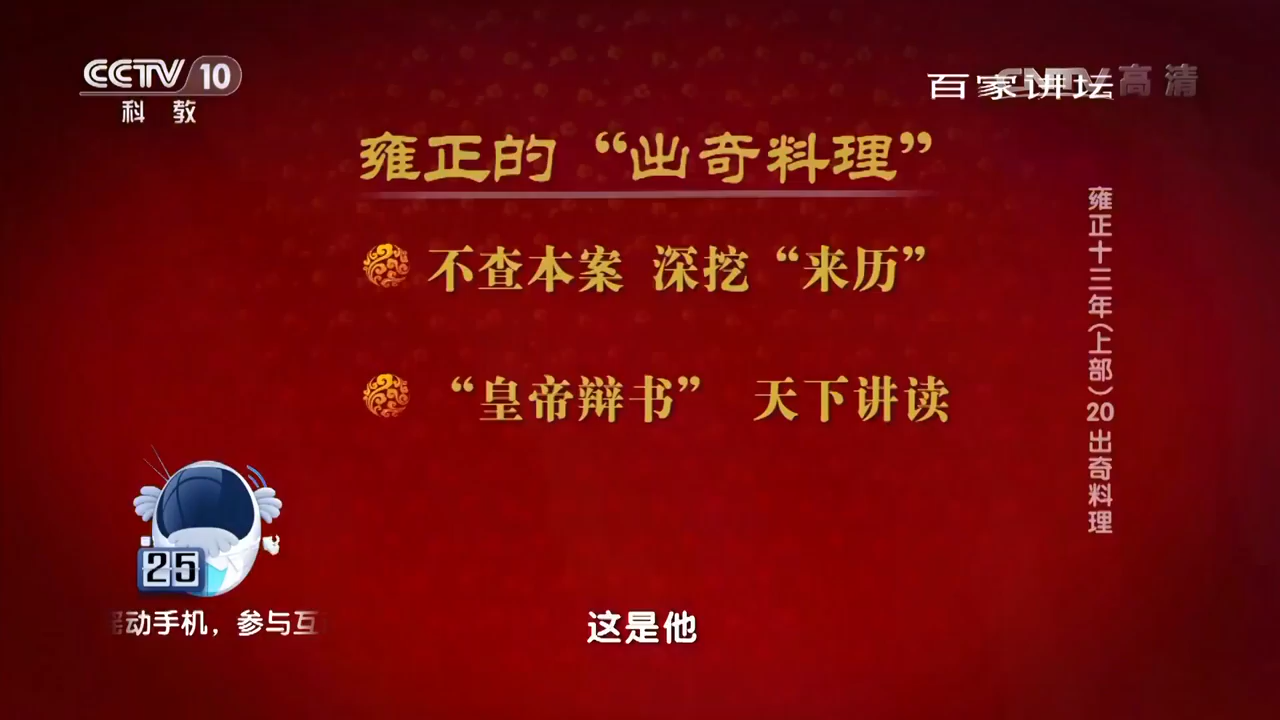 CCTV 10
科教
百家讲坛
高清
雍正的“出奇料理”
不查本案 深挖“来历”
“皇帝辩书” 天下讲读
雍正十三年(上部)20出奇料理
25
动手机，参与互
这是他